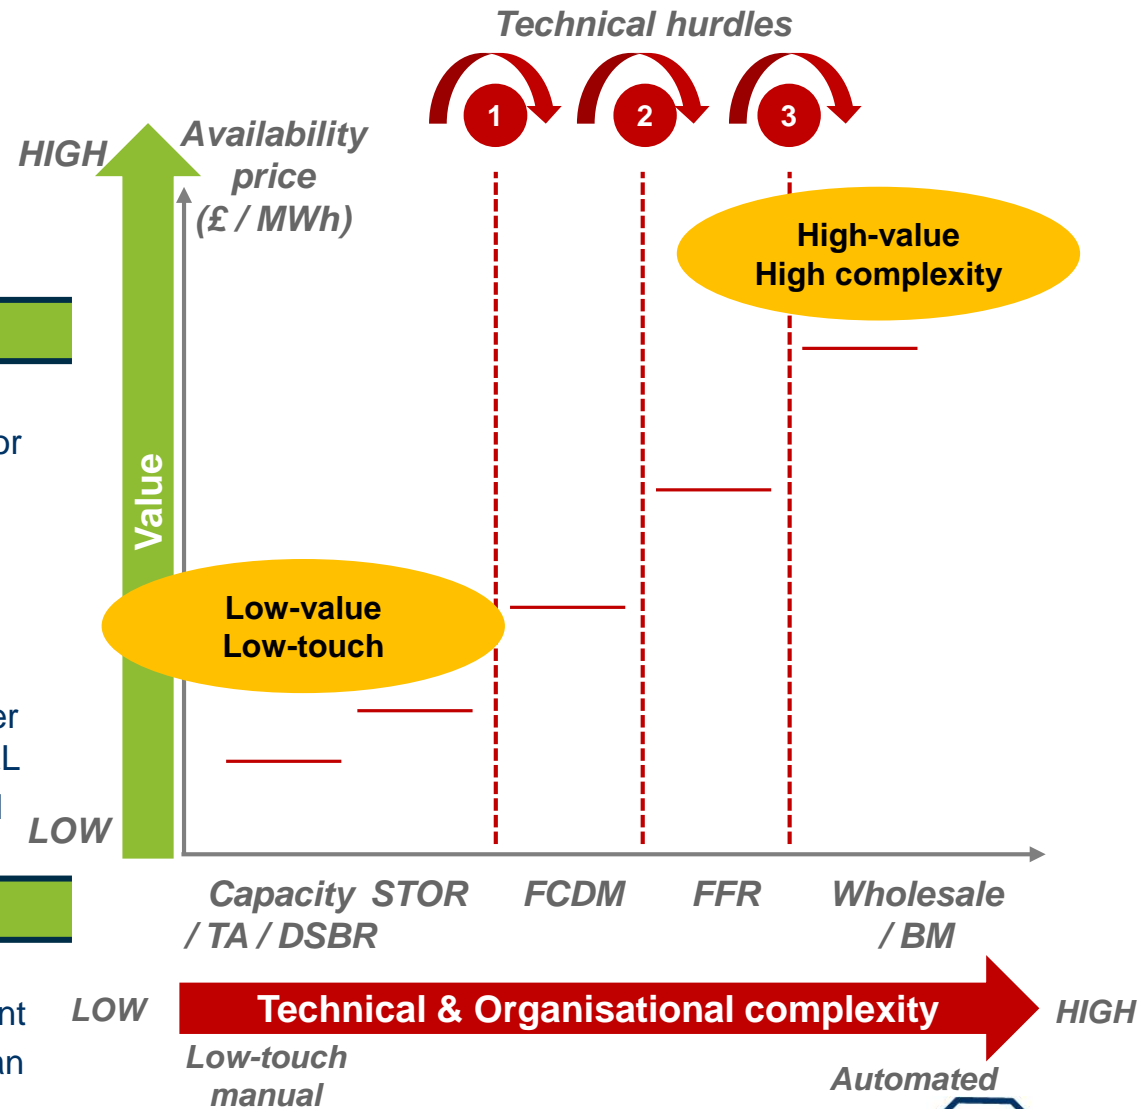 Technical hurdles
1
2
3
HIGH
Availability
price
(£ / MWh)
High-value
High complexity
or
Value
Low-value
Low-touch
er
L
LOW
Capacity
/ TA / DSBR
STOR
FCDM
FFR
Wholesale
/ BM
nt
an
LOW
Technical & Organisational complexity
HIGH
Low-touch
manual
Automated